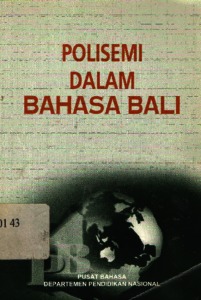 POLISEMI
DALAM
BAHASA BALI
01 43
PUSAT BAHASA
DEPARTEMEN PENDIDIKAN NASIONAL